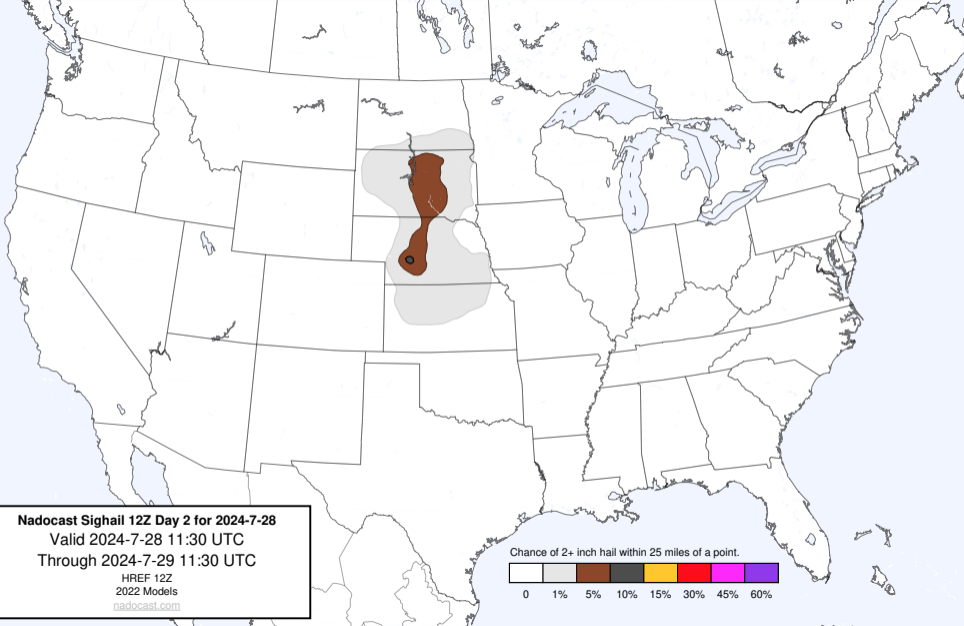 Nadocast Sighail 12Z Day 2 for 2024-7-28
Valid 2024-7-28 11:30 UTC
Through 2024-7-29 11:30 UTC
HREF 12Z
2022 Models
nadocast.com
Chance of 2+ inch hail within 25 miles of a point.
0 1% 5% 10% 15% 30% 45% 60%